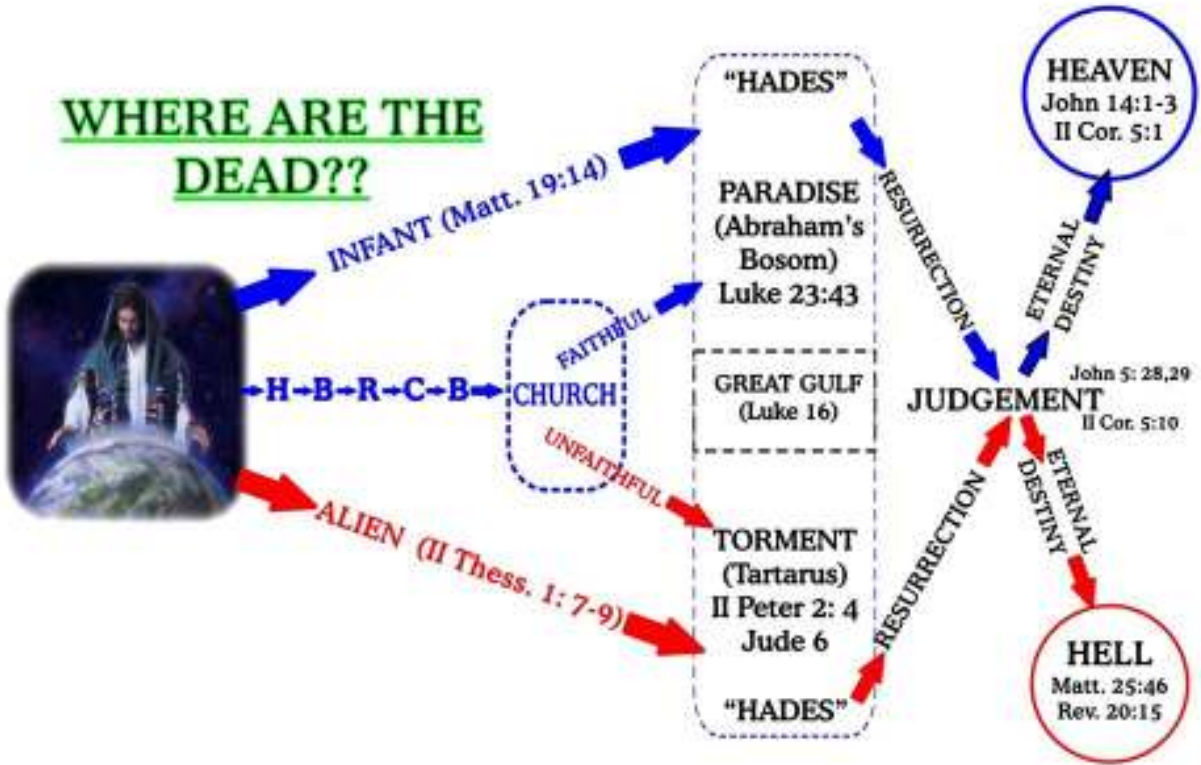 WHERE ARE THE
DEAD??
INFANT (Matt. 19:14)
H B R C B
CHURCH
FAITHFUL
UNFAITHFUL
ALIEN (II Thess. 1: 7-9)
"HADES"
PARADISE
(Abraham's
Bosom)
Luke 23:43
GREAT GULF
(Luke 16)
TORMENT
(Tartarus)
II Peter 2: 4
Jude 6
"HADES"
RESURRECTION
RESURRECTION
JUDGEMENT
John 5: 28,29
II Cor. 5:10
ETERNAL
DESTINY
HEAVEN
John 14:1-3
II Cor. 5:1
ETERNAL
DESTINY
HELL
Matt. 25:46
Rev. 20:15